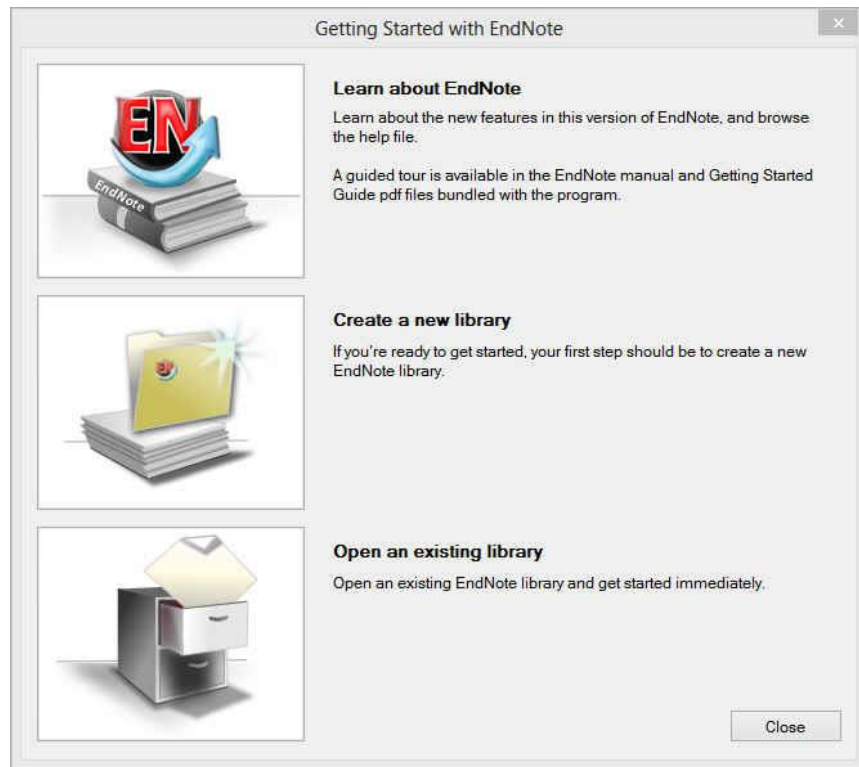 Getting Started with EndNote
EN
EndNote
Learn about EndNote
Learn about the new features in this version of EndNote, and browse
the help file.
A guided tour is available in the EndNote manual and Getting Started
Guide pdf files bundled with the program.
EN
Create a new library
If you're ready to get started, your first step should be to create a new
EndNote library.
Open an existing library
Open an existing EndNote library and get started immediately.
Close